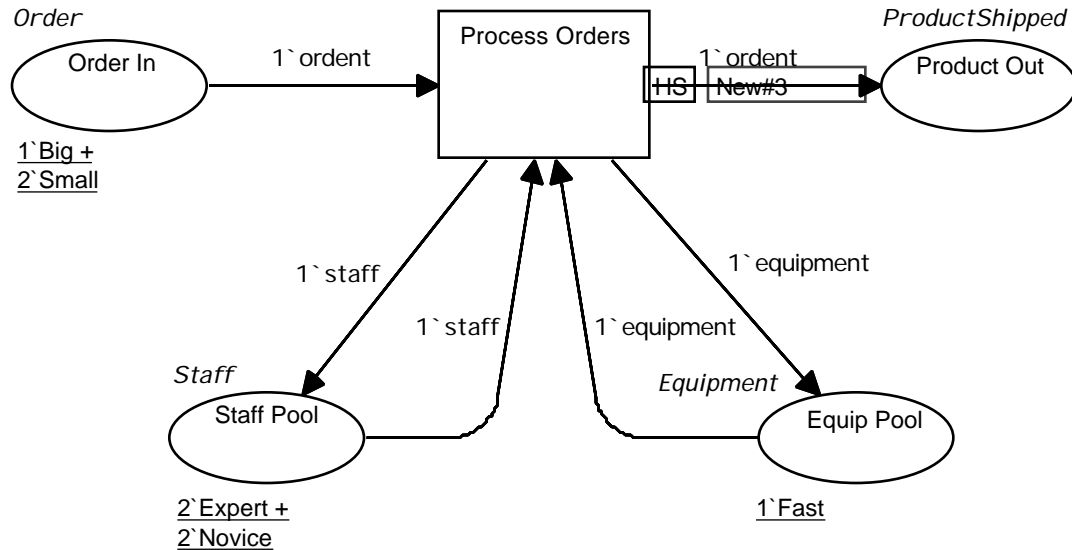 Order
ProductShipped
Order In
1`ordent
Process Orders
1`ordent
Product Out
HS
New#3
1`Big +
2`Small
1`staff
1`equipment
1`staff
1`equipment
Staff
Equipment
Staff Pool
Equip Pool
2`Expert +
2`Novice
1`Fast